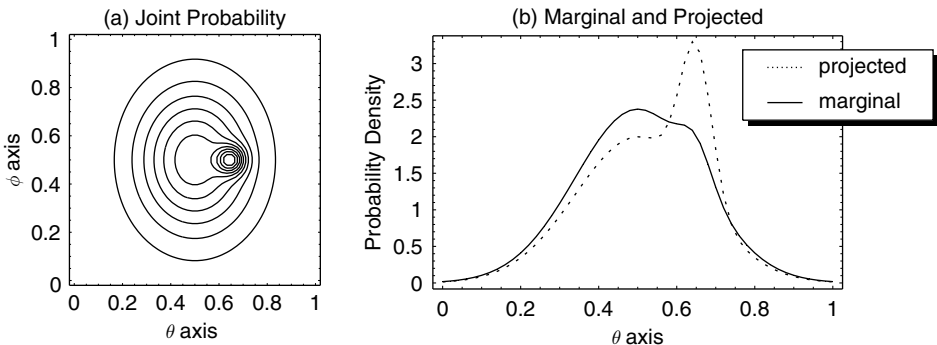 (a) Joint Probability
1
0.8
0.6
0.4
0.2
0
ϕ axis
0 0.2 0.4 0.6 0.8 1
θ axis
(b) Marginal and Projected
3
2.5
2
1.5
1
0.5
0
Probability Density
0 0.2 0.4 0.6 0.8 1
θ axis
projected
marginal